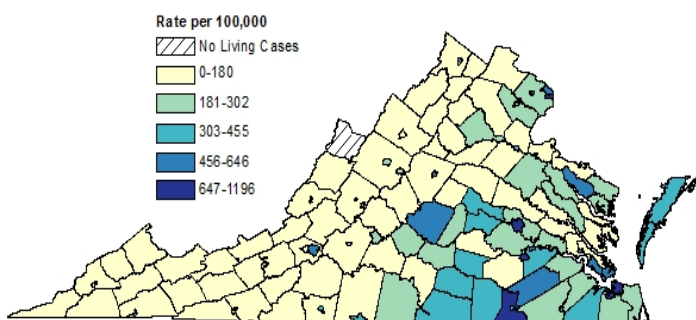 Rate per 100,000
No Living Cases
0-180
181-302
303-455
456-646
647-1196